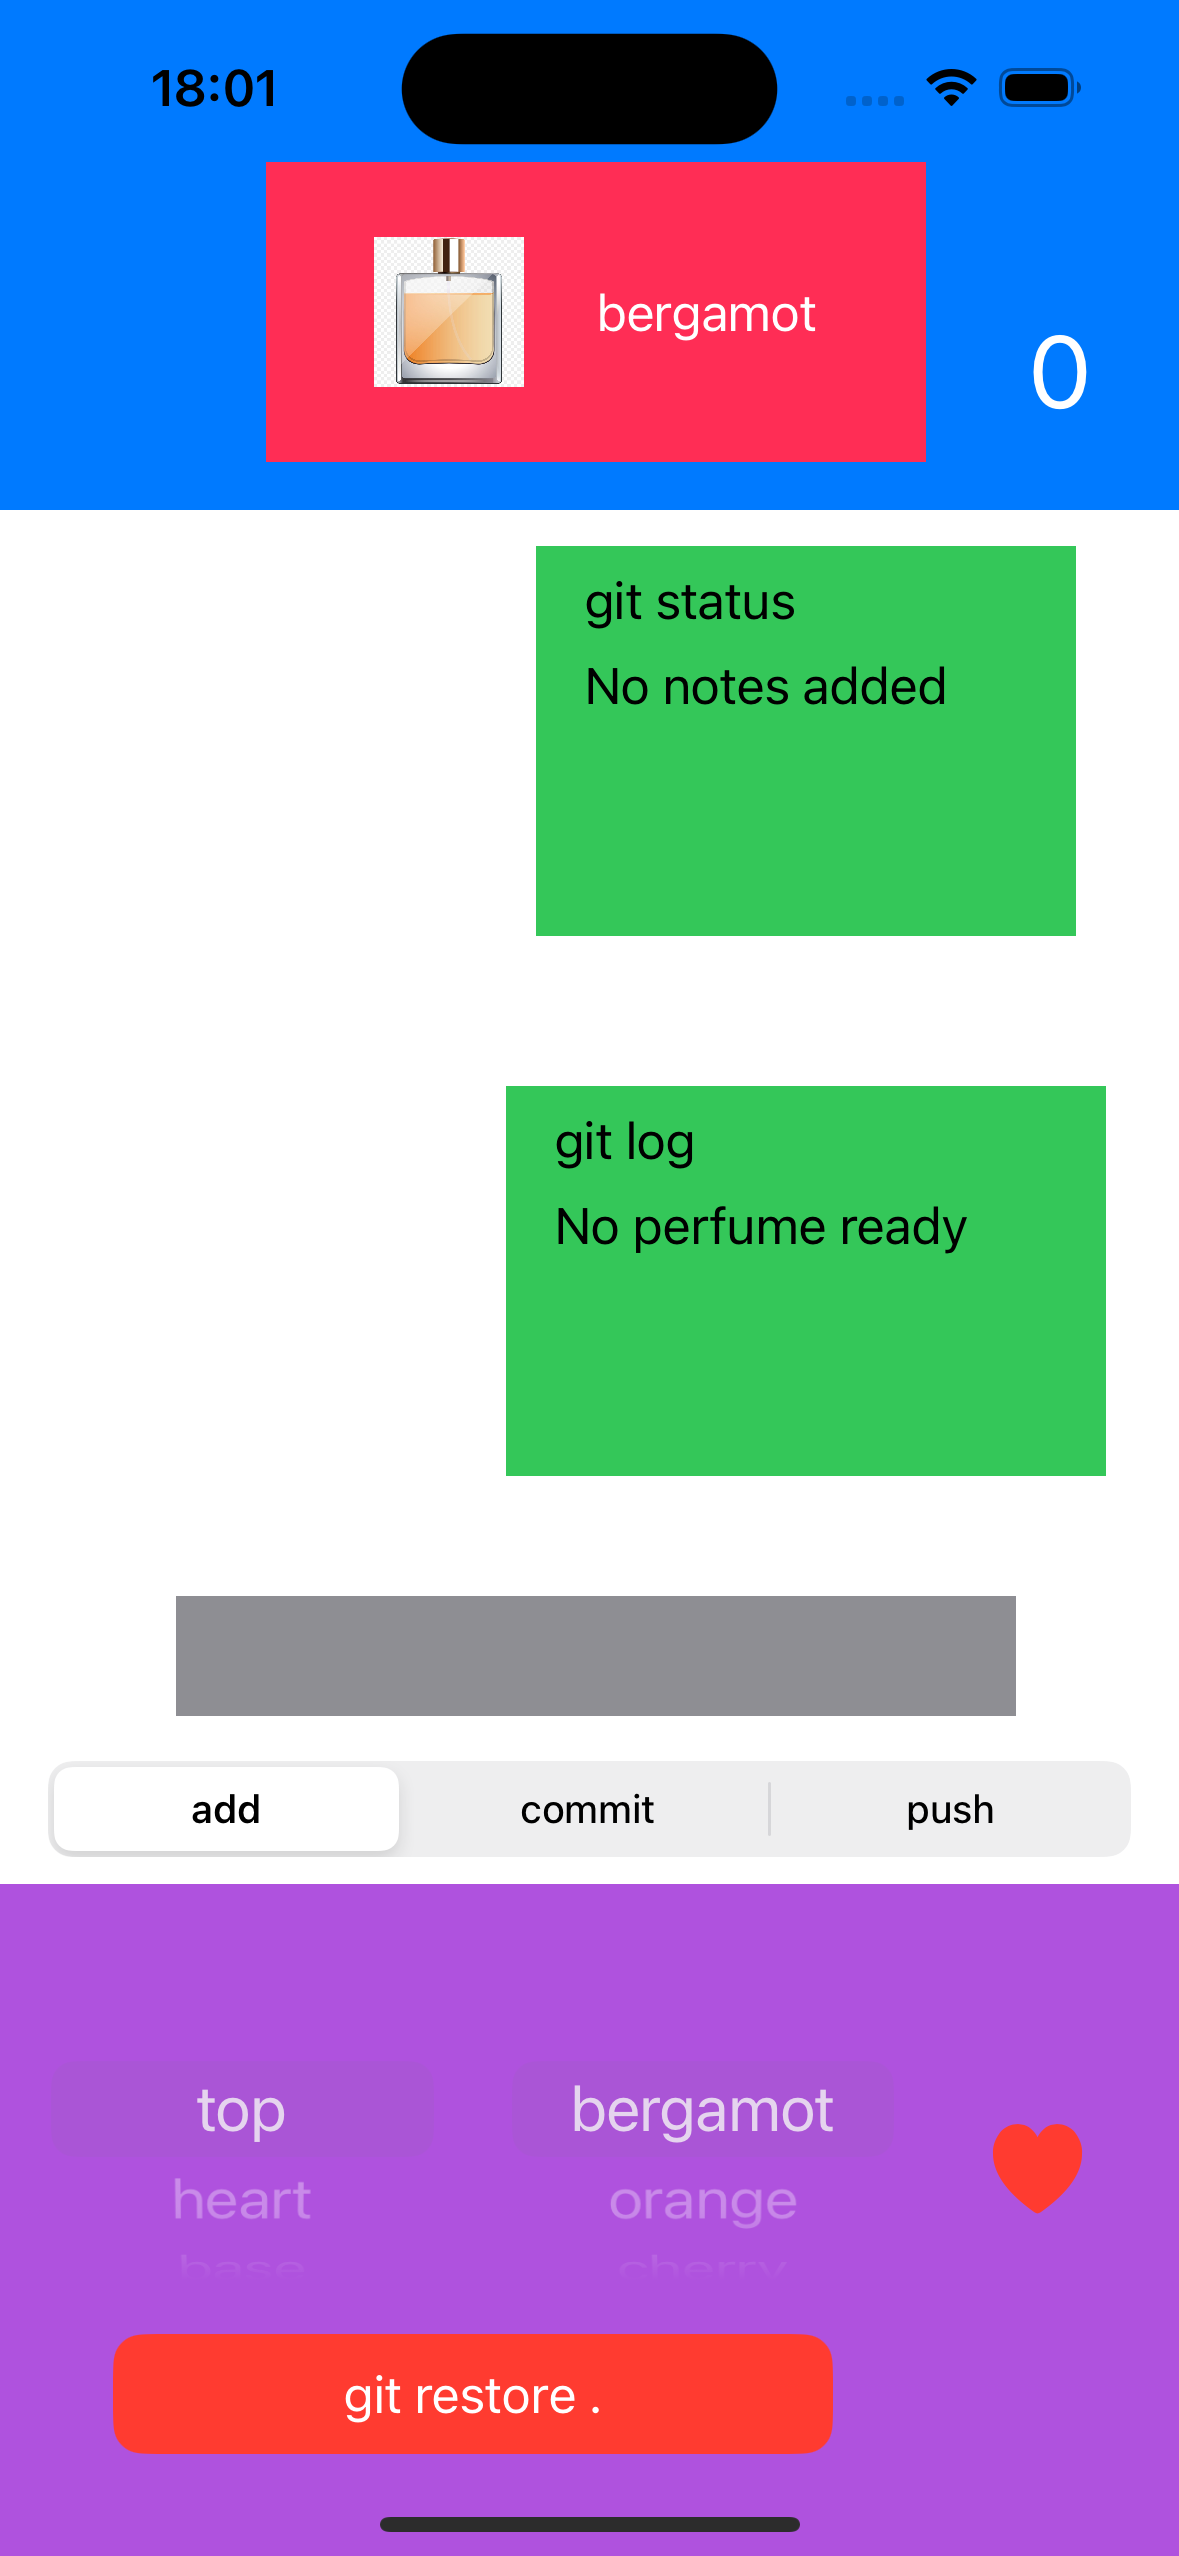 18:01
bergamot
0
git status
No notes added
git log
No perfume ready
add
commit
push
top
bergamot
heart
orange
base
cherry
git restore .